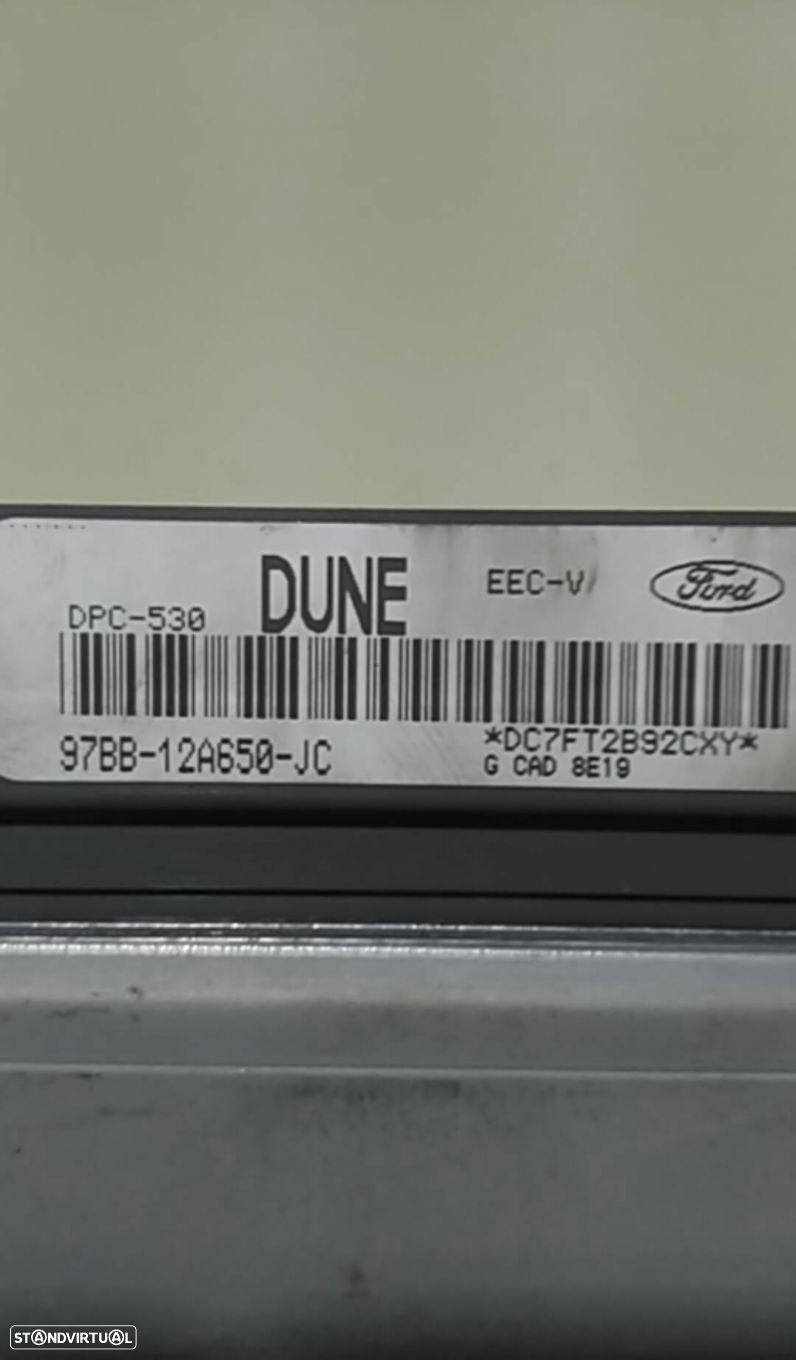 DPC-530 DUNE EEC-V Ford
97BB-12A650-JC *DC7FT2B92CXY*
G CAD 8E19
STANDVIRTUAL